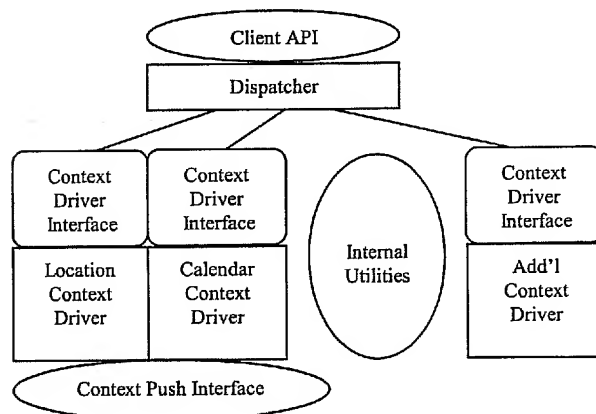 Client API
Dispatcher
Context
Driver
Interface
Context
Driver
Interface
Context
Driver
Interface
Internal
Utilities
Location
Context
Driver
Calendar
Context
Driver
Add'l
Context
Driver
Context Push Interface